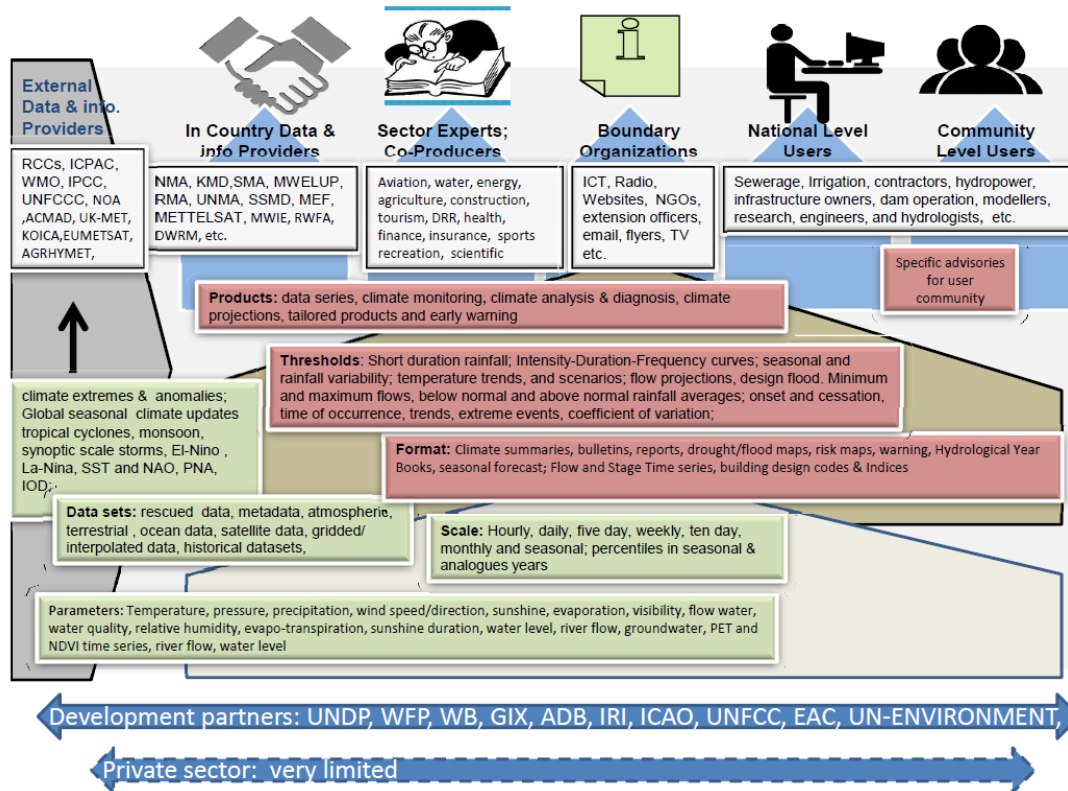 External
Data & info.
Providers
RCCs, ICPAC,
WMO, IPCC,
UNFCCC, NOA
,ACMAD, UK-MET,
KOICA,EUMETSAT,
AGRHYMET,
In Country Data &
info Providers
NMA, KMD,SMA, MWELUP,
RMA, UNMA, SSMD, MEF,
METTELSAT, MWIE, RWFA,
DWRM, etc.
Sector Experts;
Co-Producers
Aviation, water, energy,
agriculture, construction,
tourism, DRR, health,
finance, insurance, sports
recreation, scientific
i
Boundary
Organizations
ICT, Radio,
Websites, NGOs,
extension officers,
email, flyers, TV
etc.
National Level
Users
Community
Level Users
Sewerage, Irrigation, contractors, hydropower,
infrastructure owners, dam operation, modellers,
research, engineers, and hydrologists, etc.
Specific advisories
for user
community
Products: data series, climate monitoring, climate analysis & diagnosis, climate
projections, tailored products and early warning
Thresholds: Short duration rainfall; Intensity-Duration-Frequency curves; seasonal and
rainfall variability; temperature trends, and scenarios; flow projections, design flood. Minimum
and maximum flows, below normal and above normal rainfall averages; onset and cessation,
time of occurrence, trends, extreme events, coefficient of variation;
Format: Climate summaries, bulletins, reports, drought/flood maps, risk maps, warning, Hydrological Year
Books, seasonal forecast; Flow and Stage Time series, building design codes & Indices
climate extremes & anomalies;
Global seasonal climate updates
tropical cyclones, monsoon,
synoptic scale storms, El-Nino ,
La-Nina, SST and NAO, PNA,
IOD;
Data sets: rescued data, metadata, atmospheric,
terrestrial , ocean data, satellite data, gridded/
interpolated data, historical datasets,
Scale: Hourly, daily, five day, weekly, ten day,
monthly and seasonal; percentiles in seasonal &
analogues years
Parameters: Temperature, pressure, precipitation, wind speed/direction, sunshine, evaporation, visibility, flow water,
water quality, relative humidity, evapo-transpiration, sunshine duration, water level, river flow, groundwater, PET and
NDVI time series, river flow, water level
Development partners: UNDP, WFP, WB, GIX, ADB, IRI, ICAO, UNFCC, EAC, UN-ENVIRONMENT,
Private sector: very limited